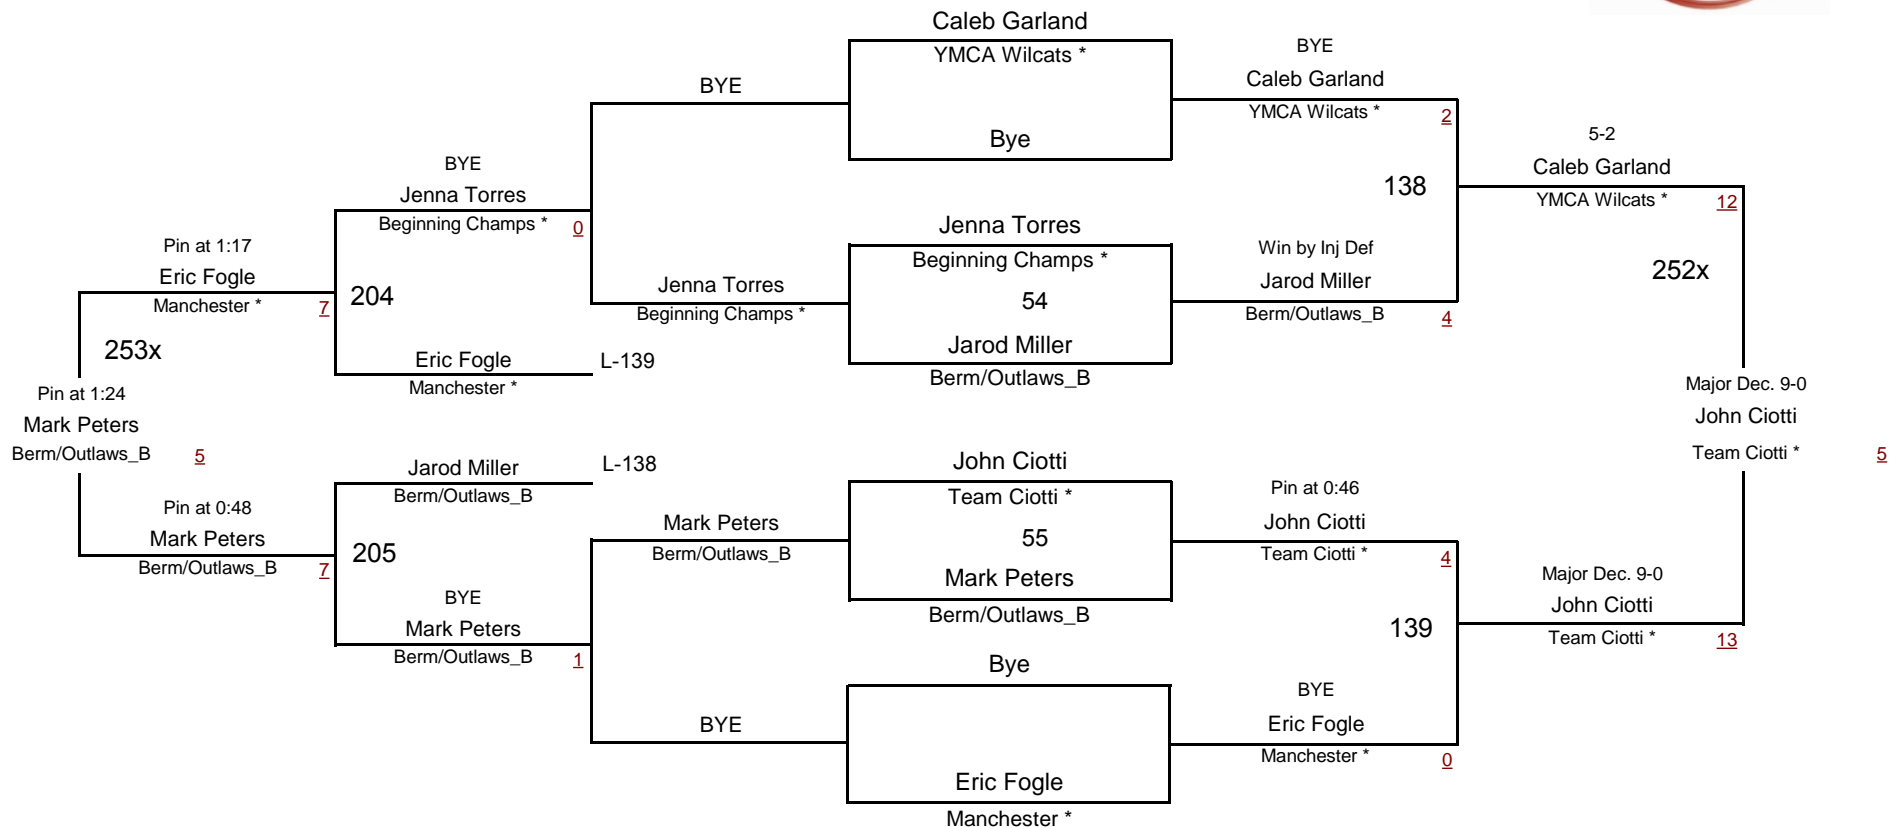 Caleb Garland
YMCA Wilcats *
Bye
BYE
BYE
Caleb Garland
YMCA Wilcats *
2
138
5-2
Caleb Garland
YMCA Wilcats *
12
252x
BYE
Jenna Torres
Beginning Champs *
0
Jenna Torres
Beginning Champs *
54
Jarod Miller
Berm/Outlaws_B
Win by Inj Def
Jarod Miller
Berm/Outlaws_B
4
Pin at 1:17
Eric Fogle
Manchester *
7
204
Jenna Torres
Beginning Champs *
253x
Eric Fogle
Manchester *
L-139
Pin at 1:24
Mark Peters
Berm/Outlaws_B
5
Major Dec. 9-0
John Ciotti
Team Ciotti *
5
Jarod Miller
Berm/Outlaws_B
L-138
John Ciotti
Team Ciotti *
55
Mark Peters
Berm/Outlaws_B
Pin at 0:46
John Ciotti
Team Ciotti *
4
Pin at 0:48
Mark Peters
Berm/Outlaws_B
7
205
Mark Peters
Berm/Outlaws_B
139
Major Dec. 9-0
John Ciotti
Team Ciotti *
13
BYE
Mark Peters
Berm/Outlaws_B
1
BYE
Bye
Eric Fogle
Manchester *
BYE
Eric Fogle
Manchester *
0